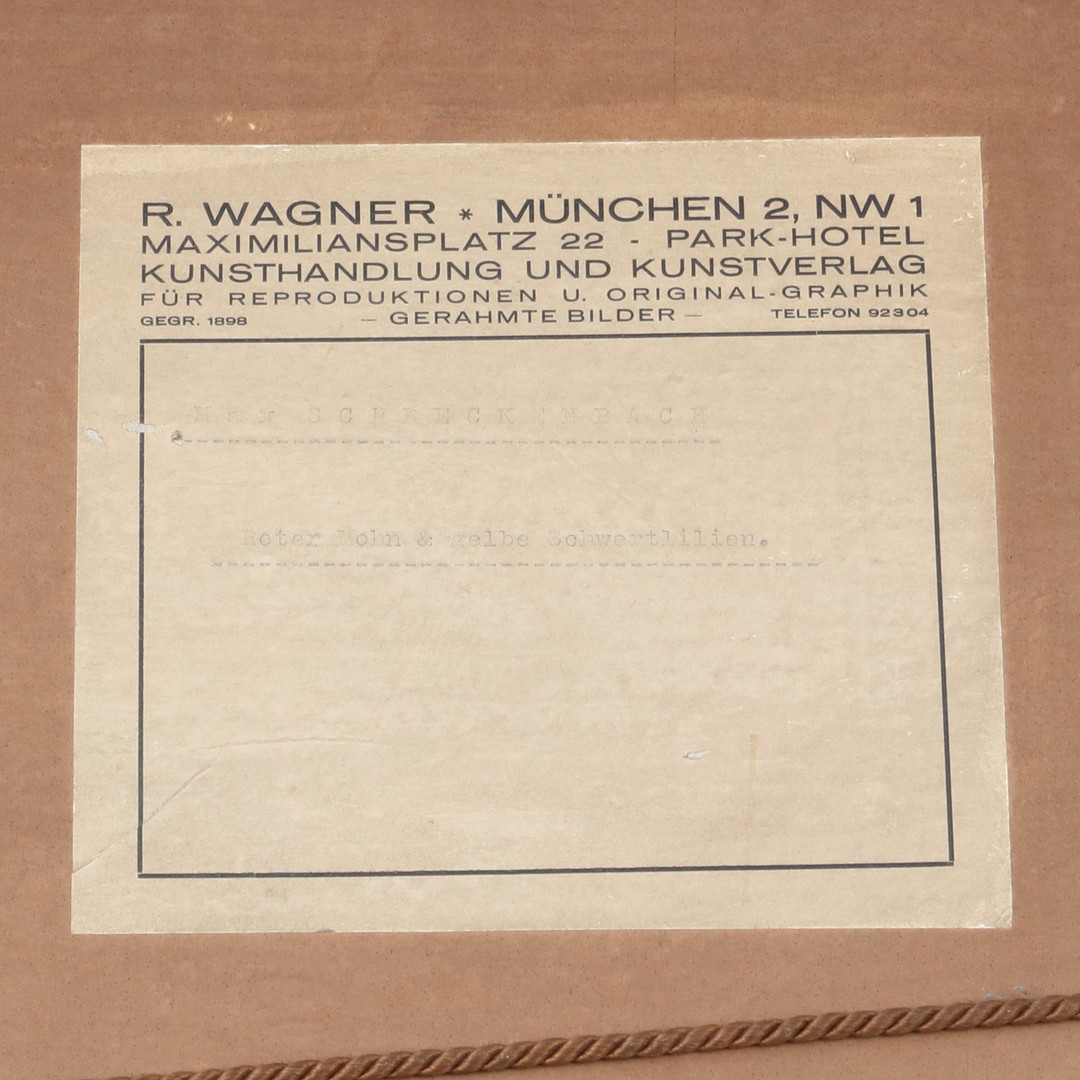 R. WAGNER * MÜNCHEN 2, NW 1
MAXIMILIANSPLATZ 22 - PARK-HOTEL
KUNSTHANDLUNG UND KUNSTVERLAG
FÜR REPRODUKTIONEN U. ORIGINAL-GRAPHIK
GEGR. 1898 — GERAHMTE BILDER — TELEFON 92304
Max SCHRECKENBACH
Roter Mohn & gelbe Schwertlilien.